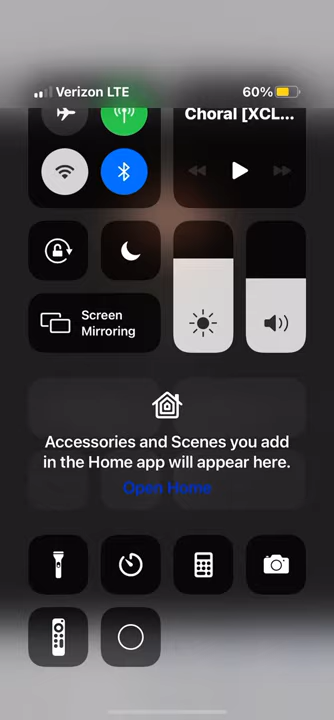 Verizon LTE
60%
Choral [XCL...
Screen
Mirroring
Accessories and Scenes you add
in the Home app will appear here.
Open Home